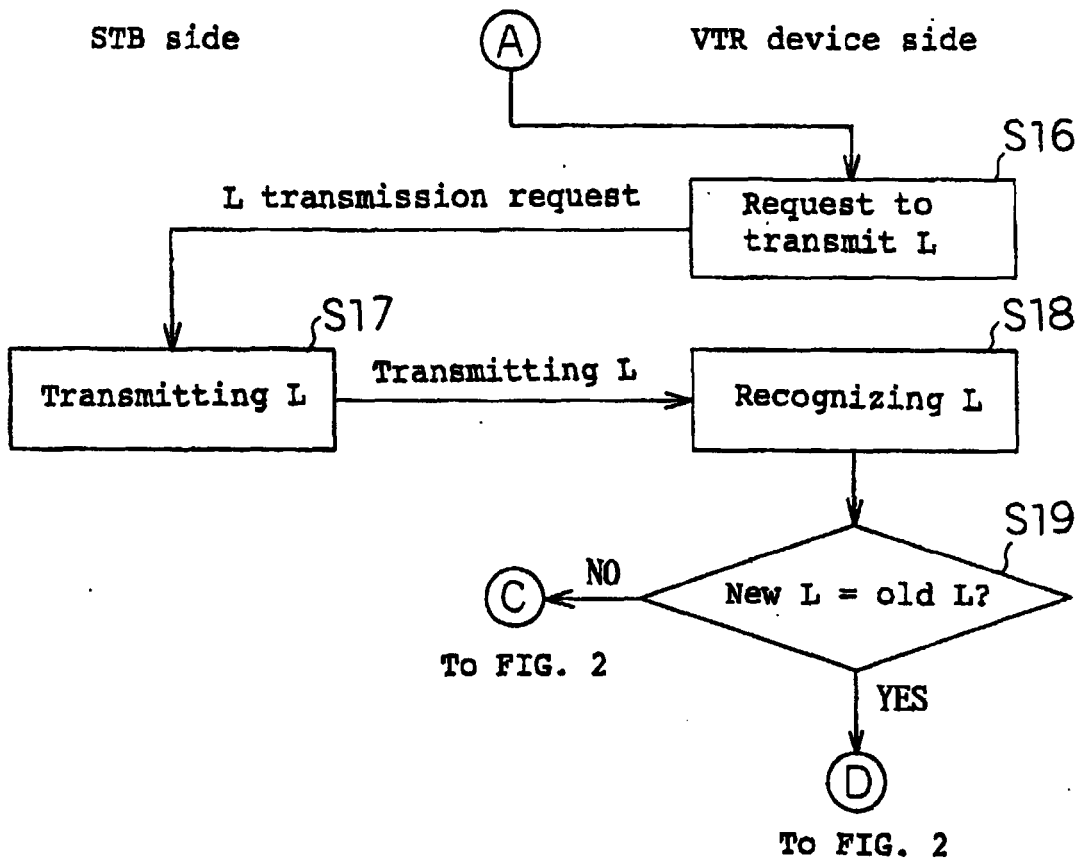 STB side
A
VTR device side
S16
L transmission request
Request to
transmit L
S17
S18
Transmitting L
Transmitting L
Recognizing L
S19
NO
New L = old L?
C
To FIG. 2
YES
D
To FIG. 2